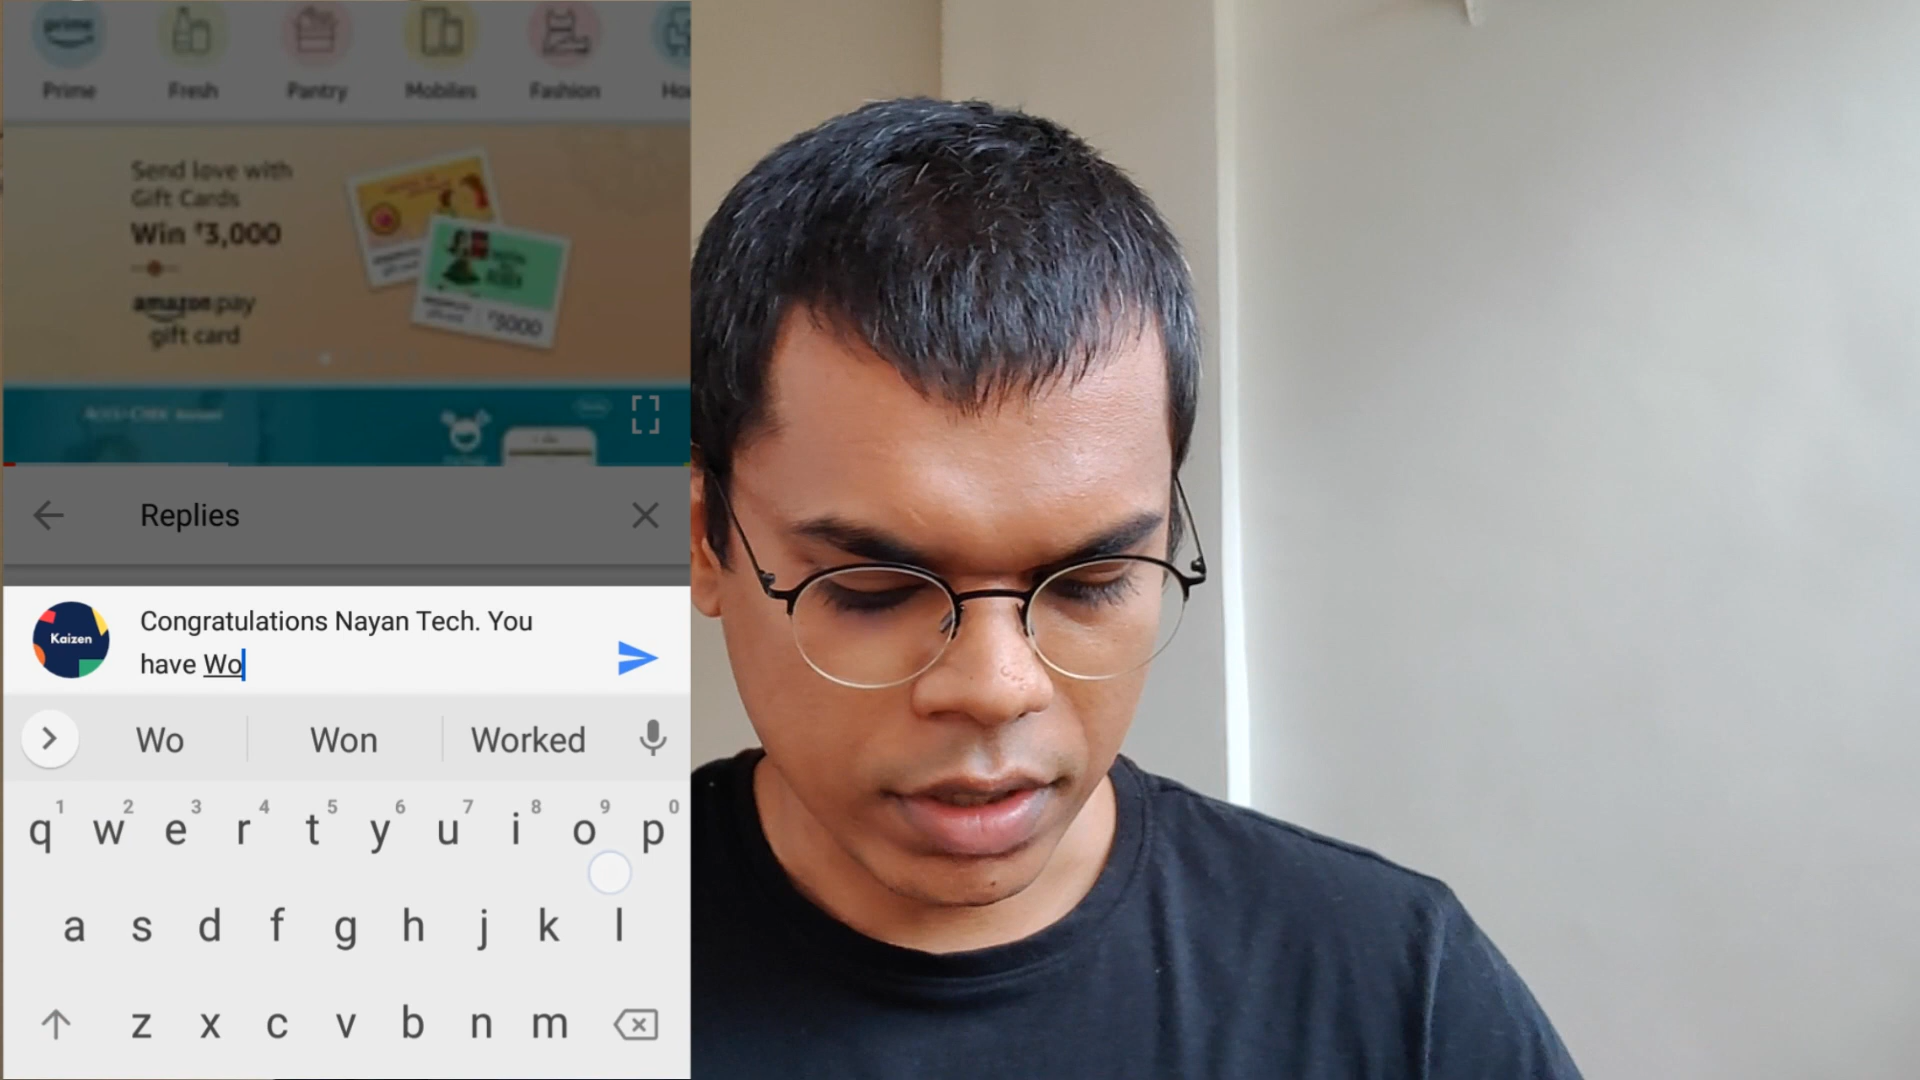 prime
Prime Fresh Pantry Mobiles Fashion
Send love with
Gift Cards
Win ₹3,000
amazon pay
gift card
₹3000
Replies
Kaizen
Congratulations Nayan Tech. You
have Wo
Wo Won Worked
1 2 3 4 5 6 7 8 9 0
q w e r t y u i o p
a s d f g h j k l
z x c v b n m